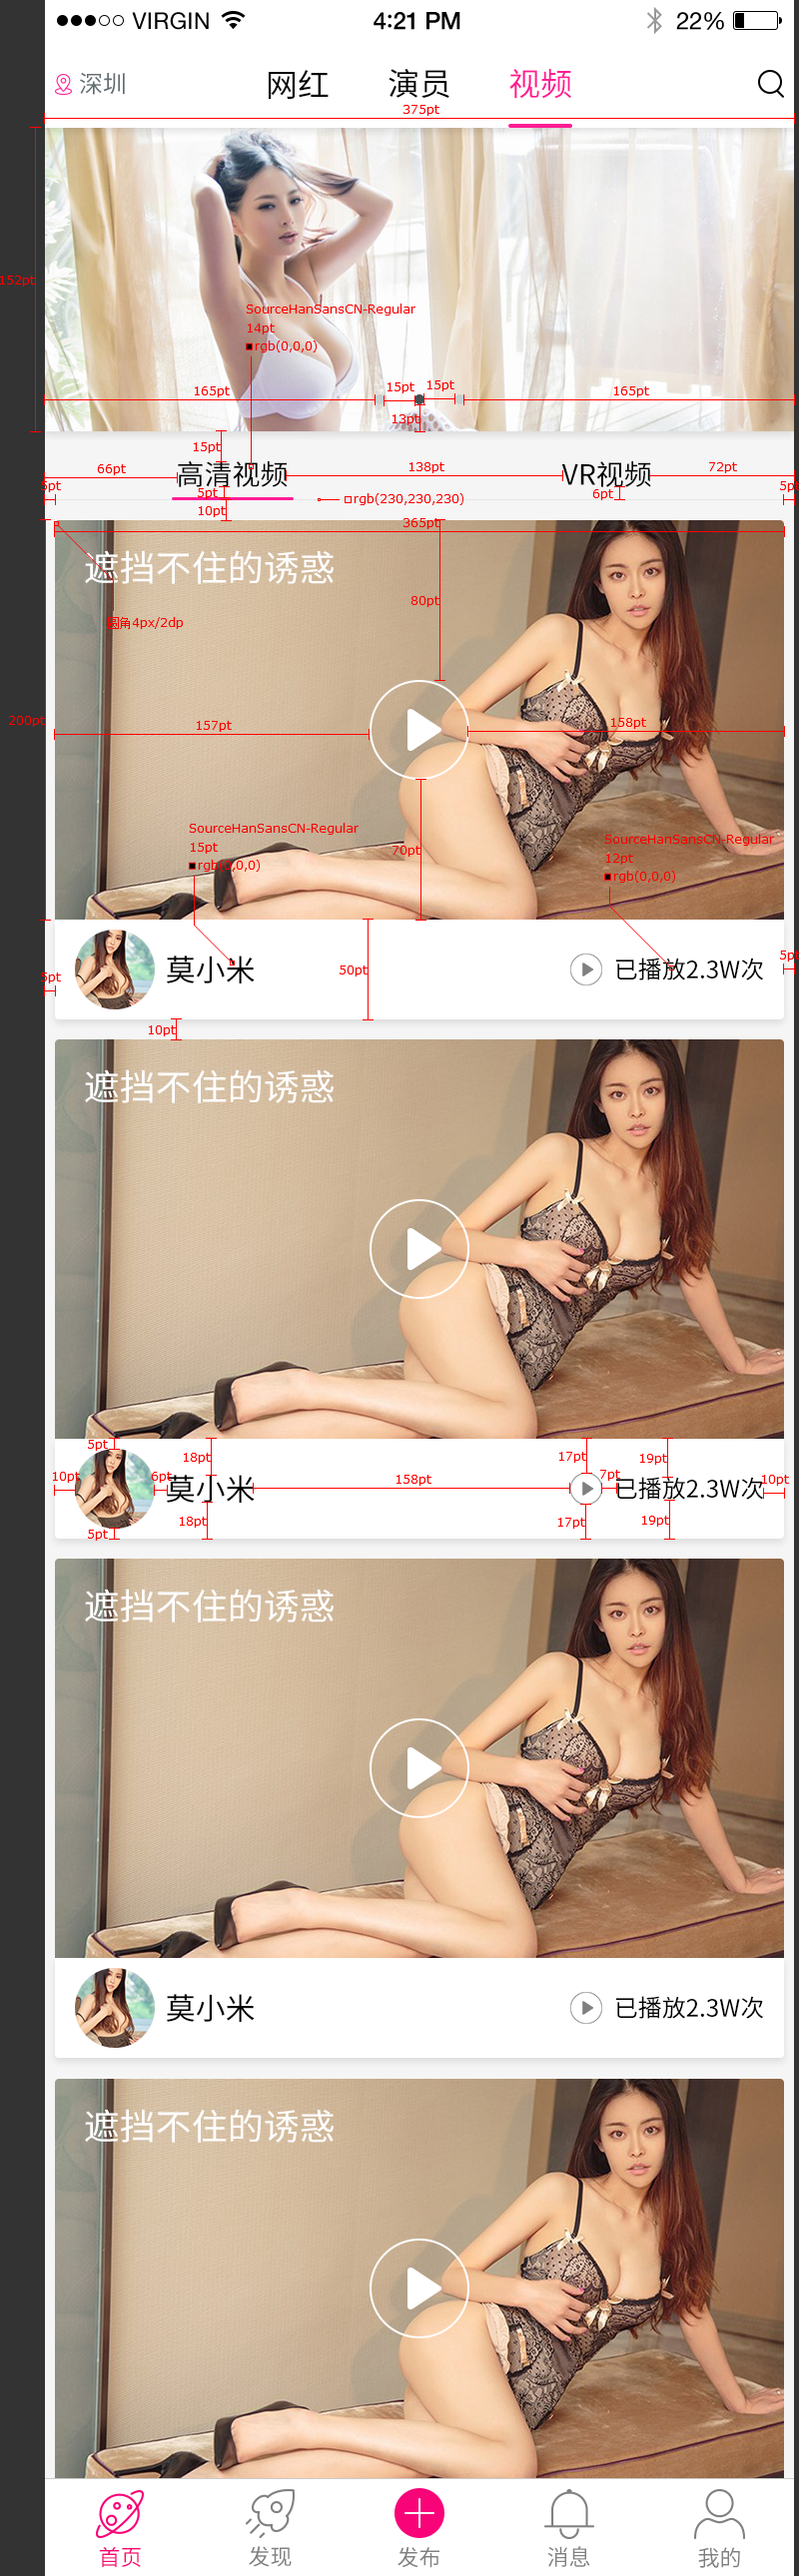 VIRGIN 4:21 PM 22%
深圳 网红 演员 视频
375pt
152pt
SourceHanSansCN-Regular
14pt
rgb(0,0,0)
165pt 15pt 15pt 165pt
13pt
15pt
66pt 高清视频 138pt VR视频 72pt
5pt 5pt rgb(230,230,230) 6pt 5pt
10pt
365pt
遮挡不住的诱惑
80pt
圆角4px/2dp
200pt
157pt 158pt
SourceHanSansCN-Regular
15pt
rgb(0,0,0)
70pt
SourceHanSansCN-Regular
12pt
rgb(0,0,0)
莫小米 50pt 已播放2.3W次
5pt 5pt
10pt
遮挡不住的诱惑
5pt 18pt 17pt 19pt
10pt 6pt 158pt 7pt 10pt
莫小米 已播放2.3W次
5pt 18pt 17pt 19pt
遮挡不住的诱惑
莫小米 已播放2.3W次
遮挡不住的诱惑
首页 发现 发布 消息 我的